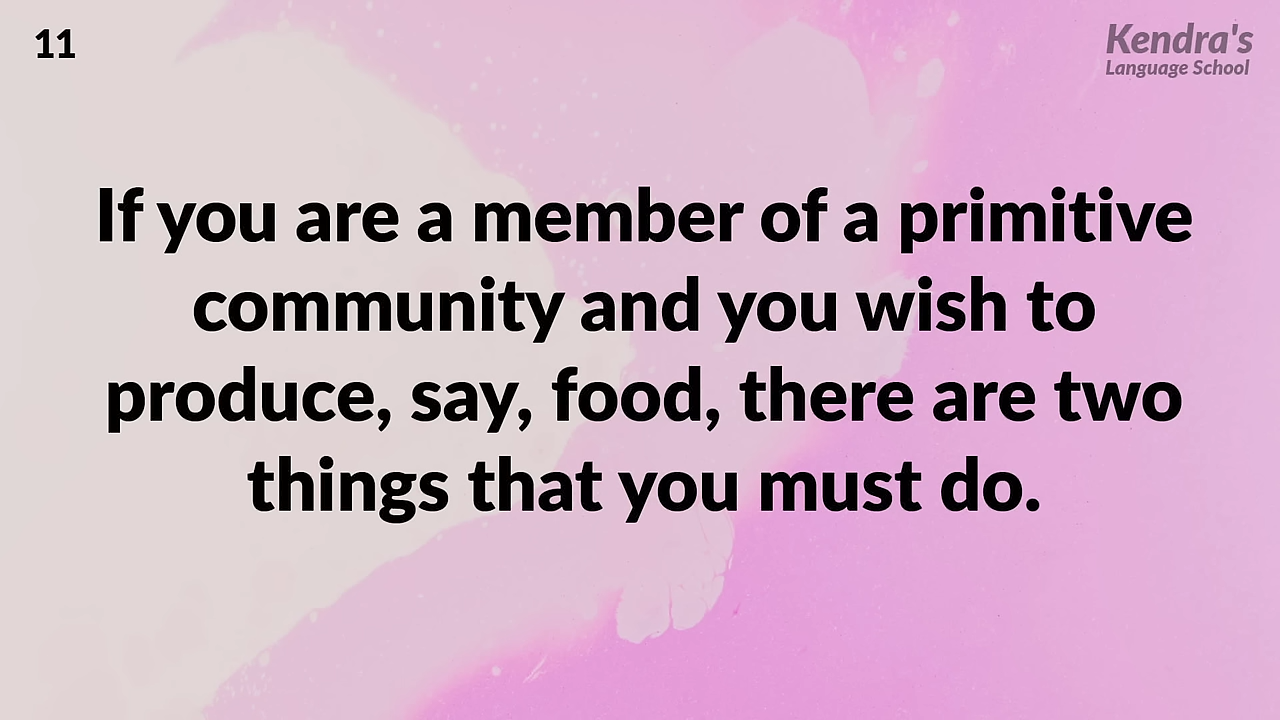 11
Kendra's
Language School
If you are a member of a primitive
community and you wish to
produce, say, food, there are two
things that you must do.